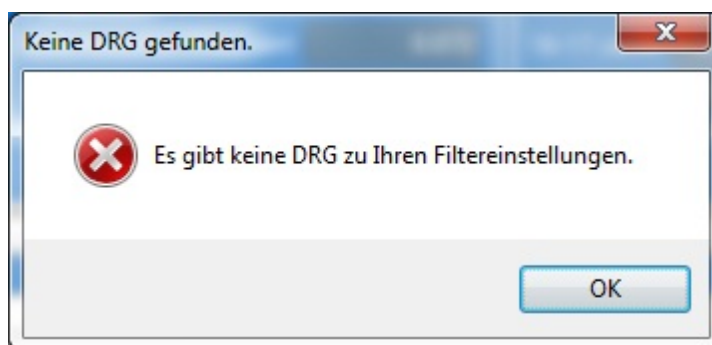 Keine DRG gefunden.
Es gibt keine DRG zu Ihren Filtereinstellungen.
OK